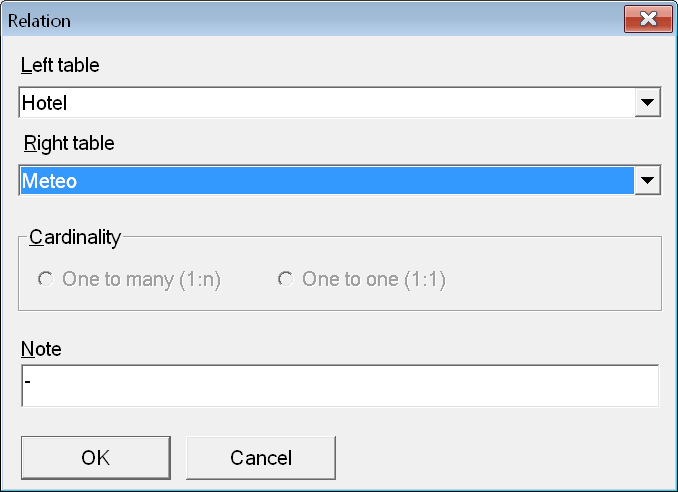 Relation
Left table
Hotel
Right table
Meteo
Cardinality
One to many (1:n) One to one (1:1)
Note
-
OK Cancel